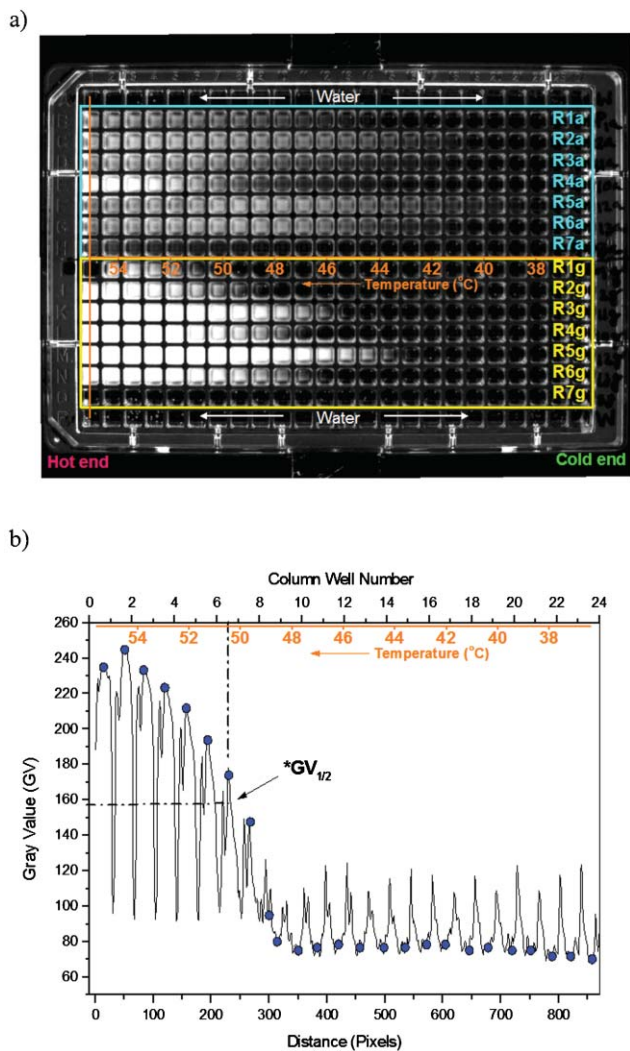 a)
Water
R1a
R2a
R3a
R4a
R5a
R6a
R7a
54 52 50 48 46 44 42 40 38 R1g
Temperature (°C)
R2g
R3g
R4g
R5g
R6g
R7g
Water
Hot end Cold end
b)
Column Well Number
0 2 4 6 8 10 12 14 16 18 20 22 24
54 52 50 48 46 44 42 40 38
Temperature (°C)
260
240
220
200
180
160
140
120
100
80
60
*GV1/2
Gray Value (GV)
0 100 200 300 400 500 600 700 800
Distance (Pixels)